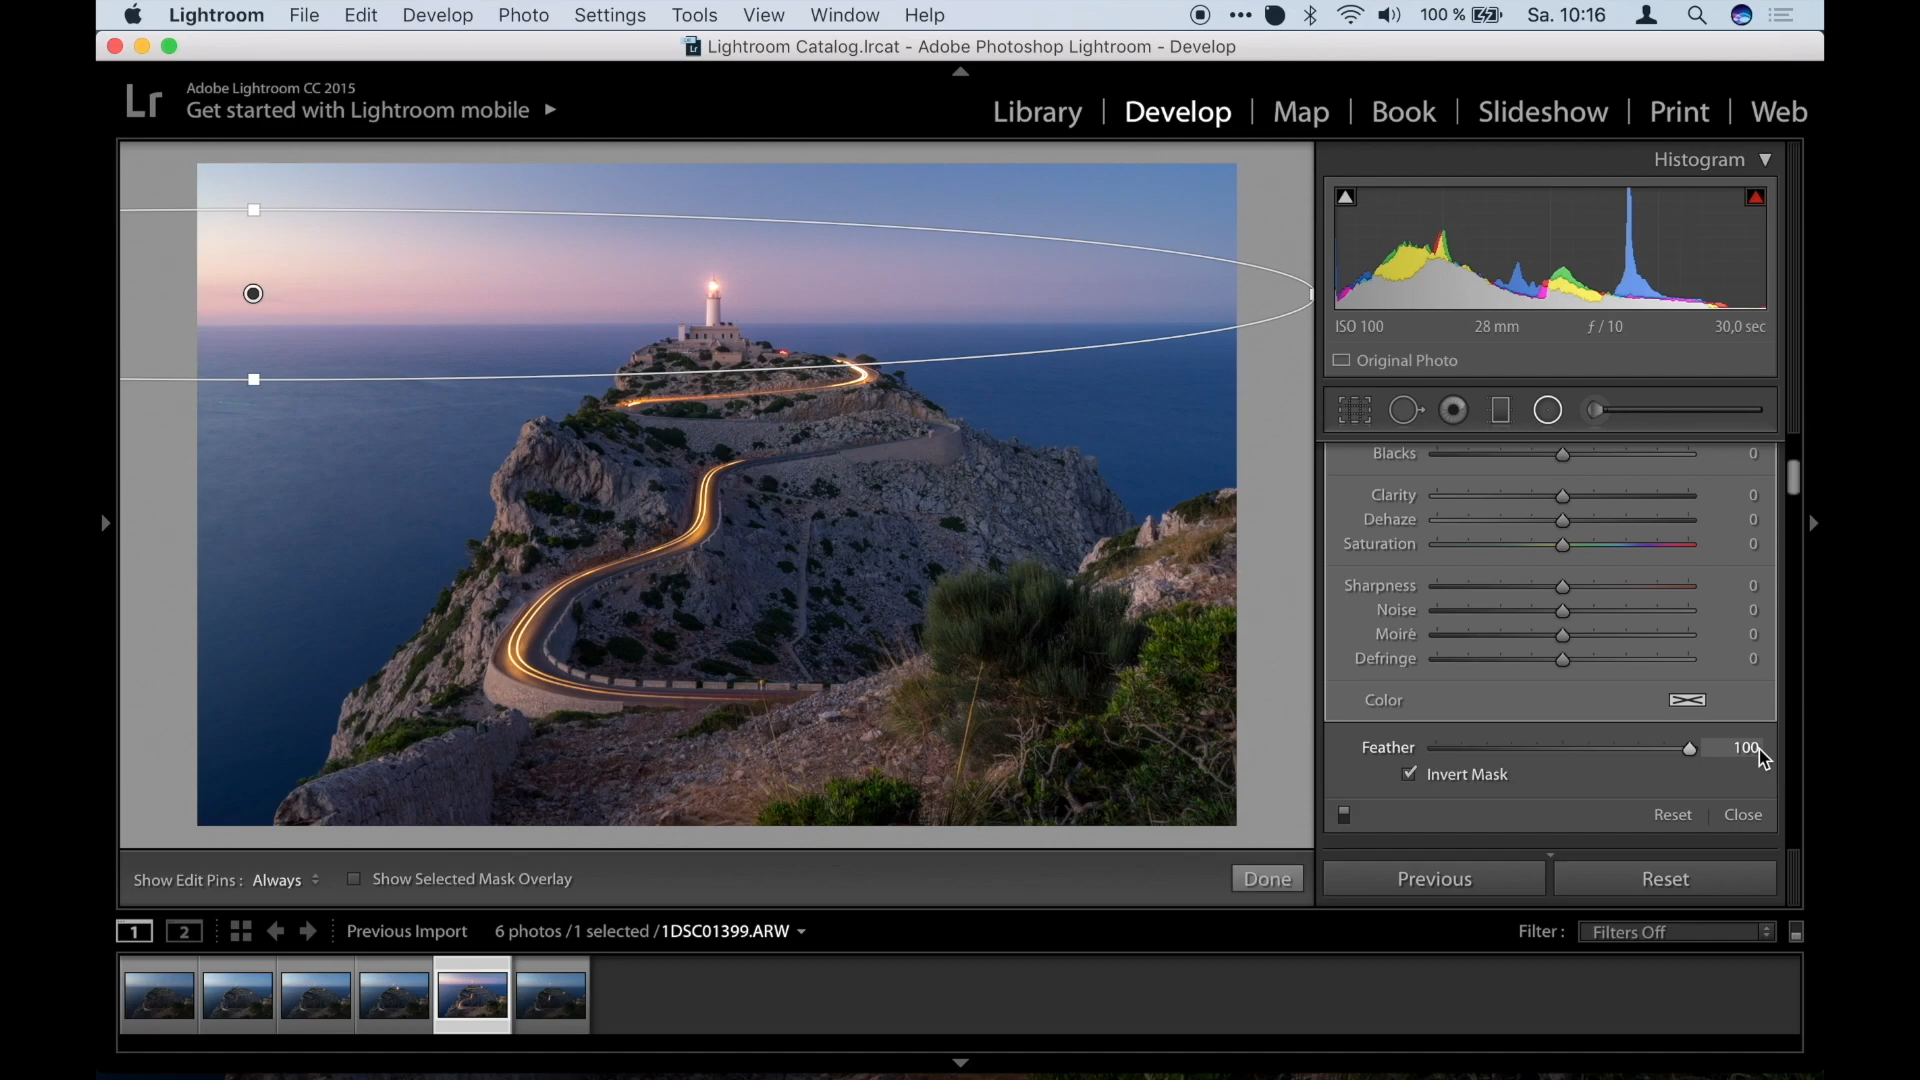 Lightroom File Edit Develop Photo Settings Tools View Window Help 100 % Sa. 10:16
Lr Lightroom Catalog.lrcat - Adobe Photoshop Lightroom - Develop
Lr Adobe Lightroom CC 2015
Get started with Lightroom mobile
Library | Develop | Map | Book | Slideshow | Print | Web
Histogram
ISO 100 28 mm ƒ / 10 30,0 sec
Original Photo
Blacks 0
Clarity 0
Dehaze 0
Saturation 0
Sharpness 0
Noise 0
Moiré 0
Defringe 0
Color
Feather 100
Invert Mask
Reset Close
Show Edit Pins : Always Show Selected Mask Overlay Done
Previous Reset
1 2 Previous Import 6 photos / 1 selected / 1DSC01399.ARW Filter : Filters Off